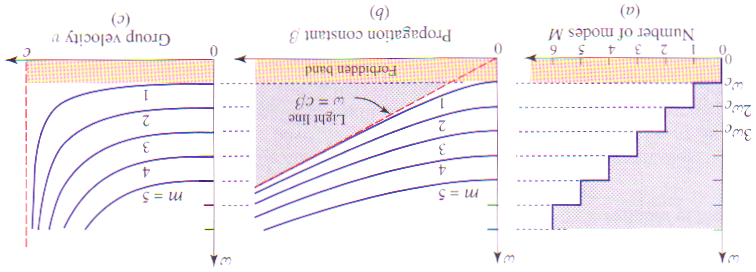 ω
3ω_c
2ω_c
ω_c
0
0 1 2 3 4 5 6
Number of modes M
(a)
ω
m = 5
4
3
2
1
Light line
ω = c/β
Forbidden band
0
Propagation constant β
(b)
ω
m = 5
4
3
2
1
0
c
Group velocity υ
(c)